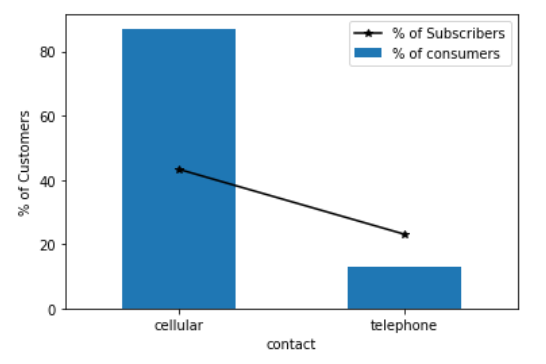 % of Subscribers
% of consumers
80
60
40
20
0
% of Customers
cellular
telephone
contact